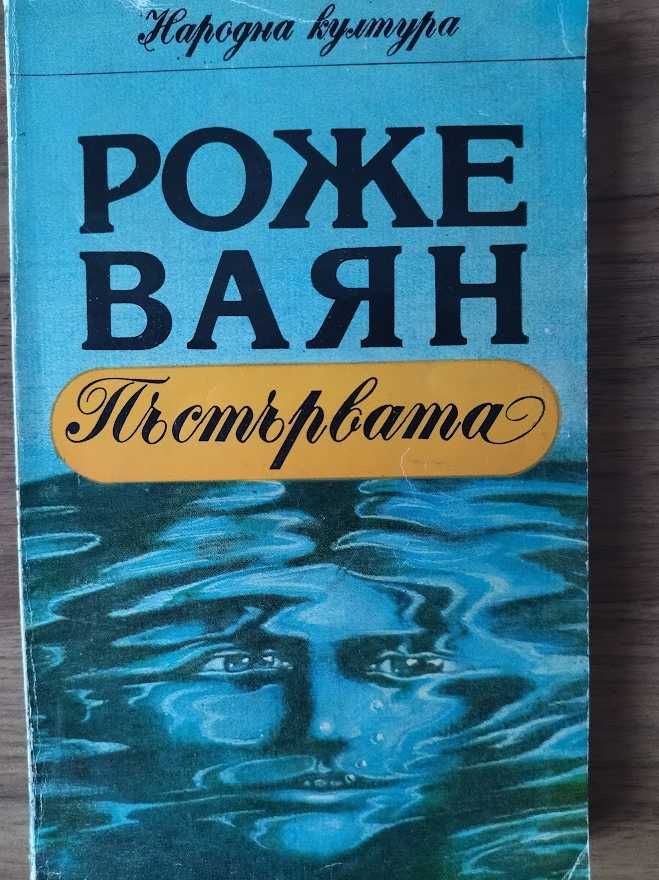 Народна култура
РОЖЕ
ВАЯН
Пъстървата